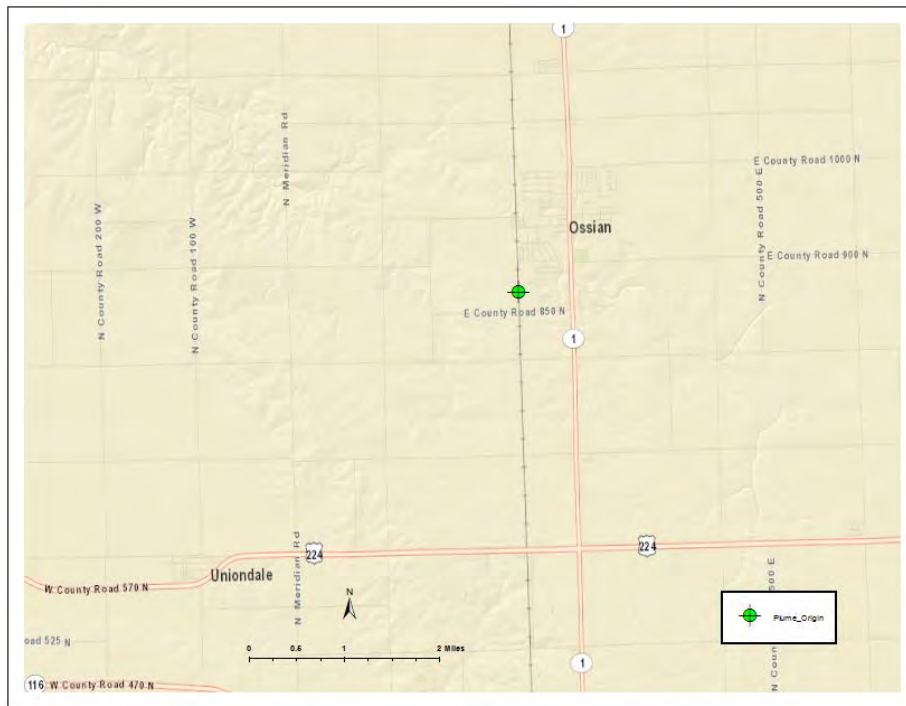 1
N Meridian Rd
E County Road 1000 N
N County Road 500 E
N County Road 200 W
N County Road 100 W
Ossian
E County Road 900 N
E County Road 850 N
1
224
224
Uniondale
W County Road 570 N
N Meridian Rd
N
500 E
N Coun
Plume_Origin
oad 525 N
0 0.5 1 2 Miles
1
116 W County Road 470 N